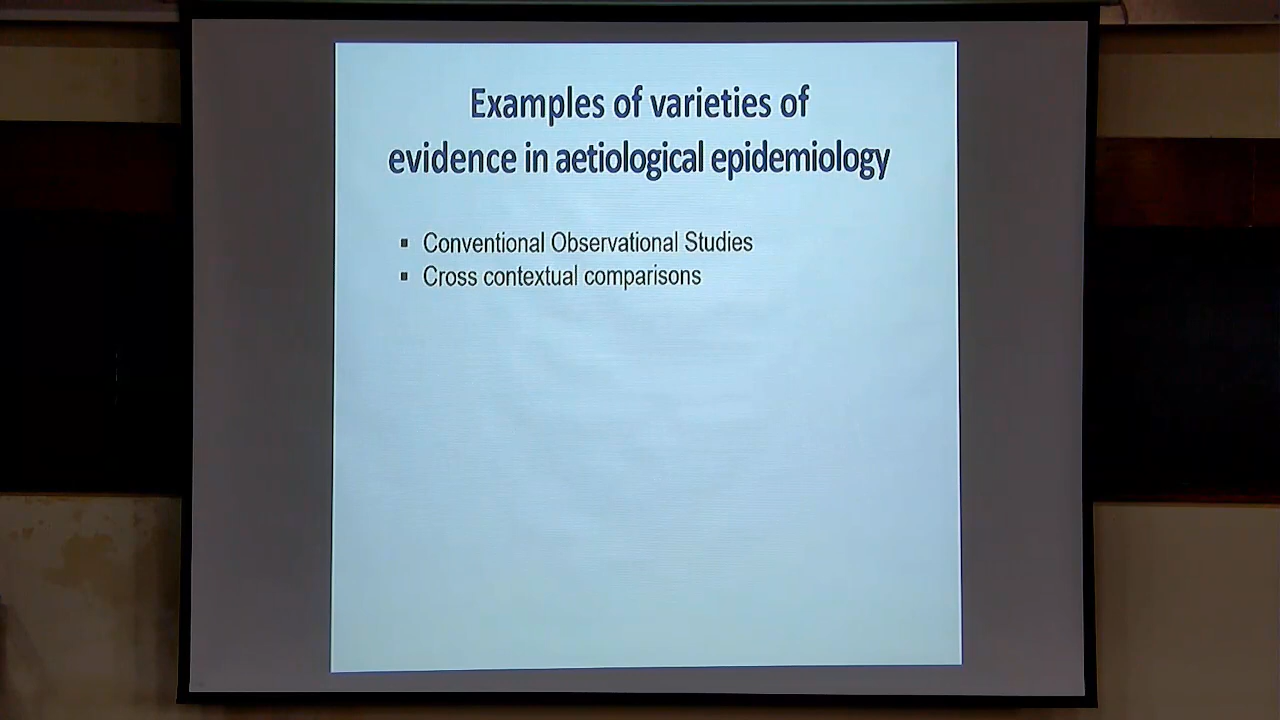 Examples of varieties of
evidence in aetiological epidemiology
▪ Conventional Observational Studies
▪ Cross contextual comparisons